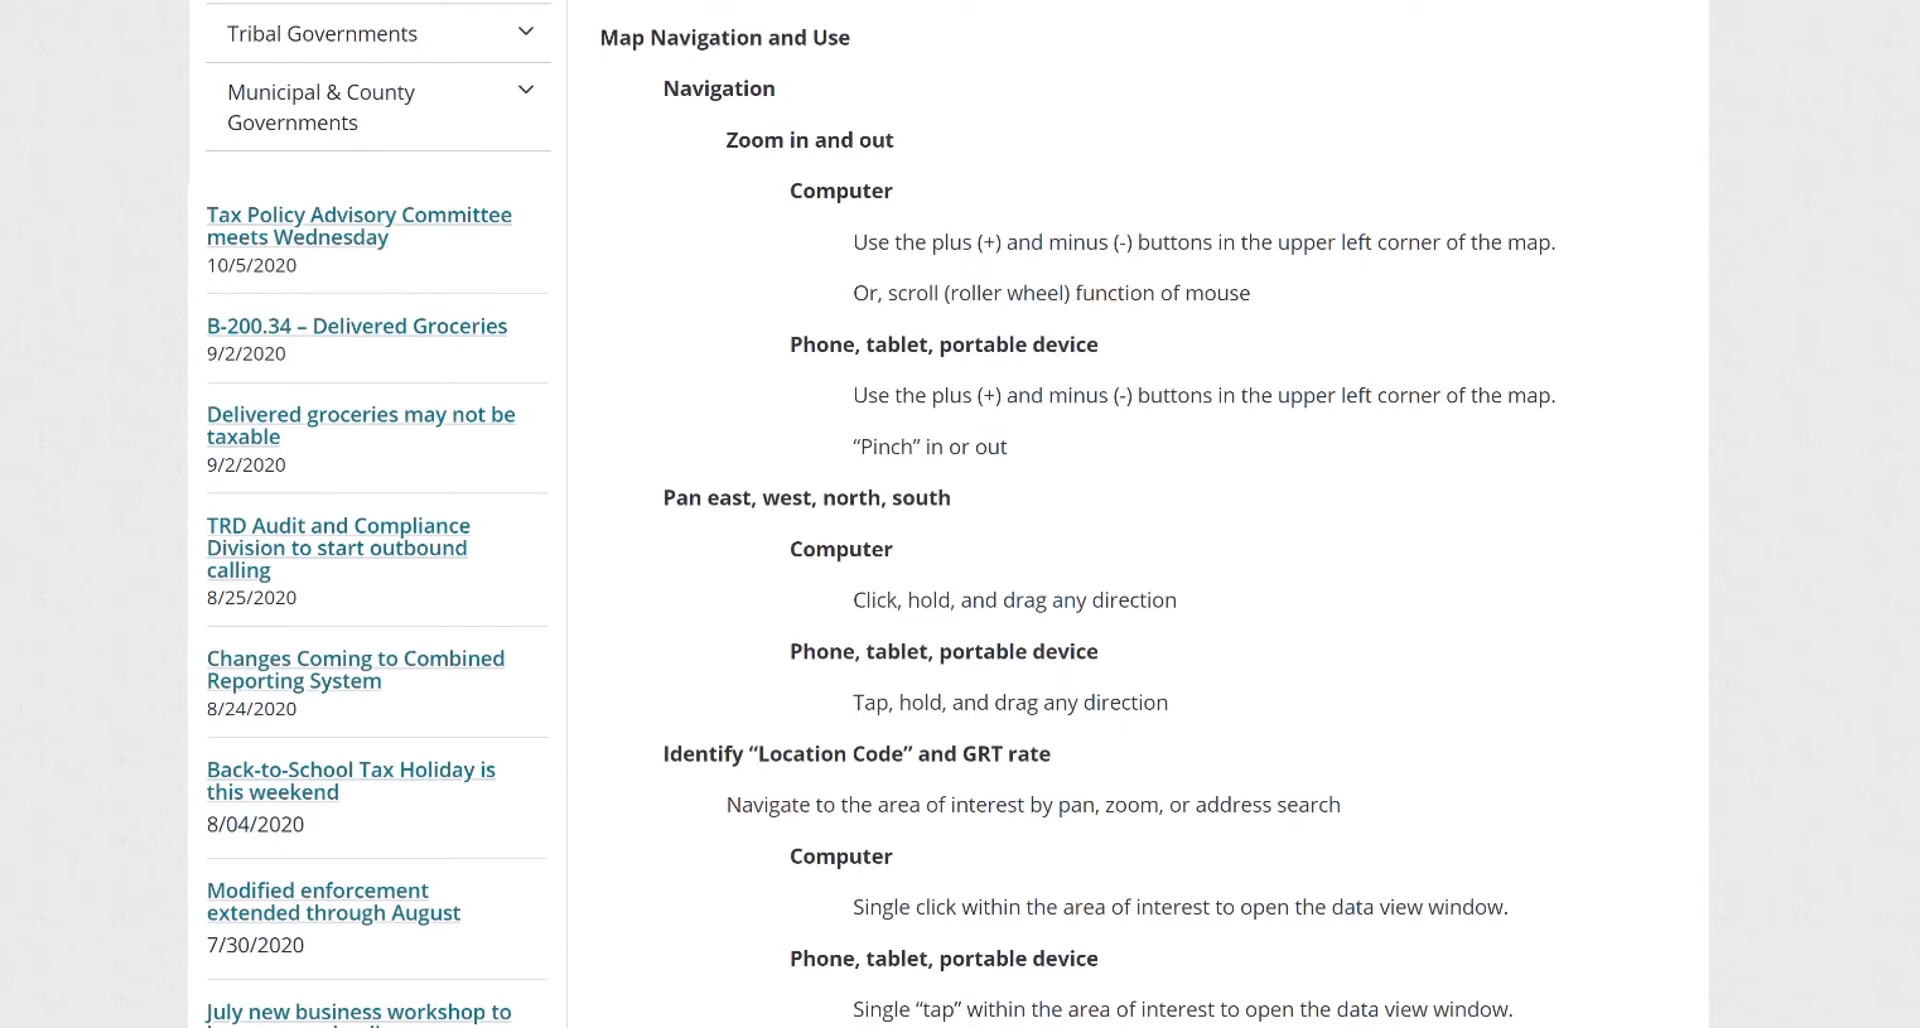 Tribal Governments
Municipal & County
Governments
Tax Policy Advisory Committee
meets Wednesday
10/5/2020
B-200.34 – Delivered Groceries
9/2/2020
Delivered groceries may not be
taxable
9/2/2020
TRD Audit and Compliance
Division to start outbound
calling
8/25/2020
Changes Coming to Combined
Reporting System
8/24/2020
Back-to-School Tax Holiday is
this weekend
8/04/2020
Modified enforcement
extended through August
7/30/2020
July new business workshop to
Map Navigation and Use
Navigation
Zoom in and out
Computer
Use the plus (+) and minus (-) buttons in the upper left corner of the map.
Or, scroll (roller wheel) function of mouse
Phone, tablet, portable device
Use the plus (+) and minus (-) buttons in the upper left corner of the map.
“Pinch” in or out
Pan east, west, north, south
Computer
Click, hold, and drag any direction
Phone, tablet, portable device
Tap, hold, and drag any direction
Identify “Location Code” and GRT rate
Navigate to the area of interest by pan, zoom, or address search
Computer
Single click within the area of interest to open the data view window.
Phone, tablet, portable device
Single “tap” within the area of interest to open the data view window.